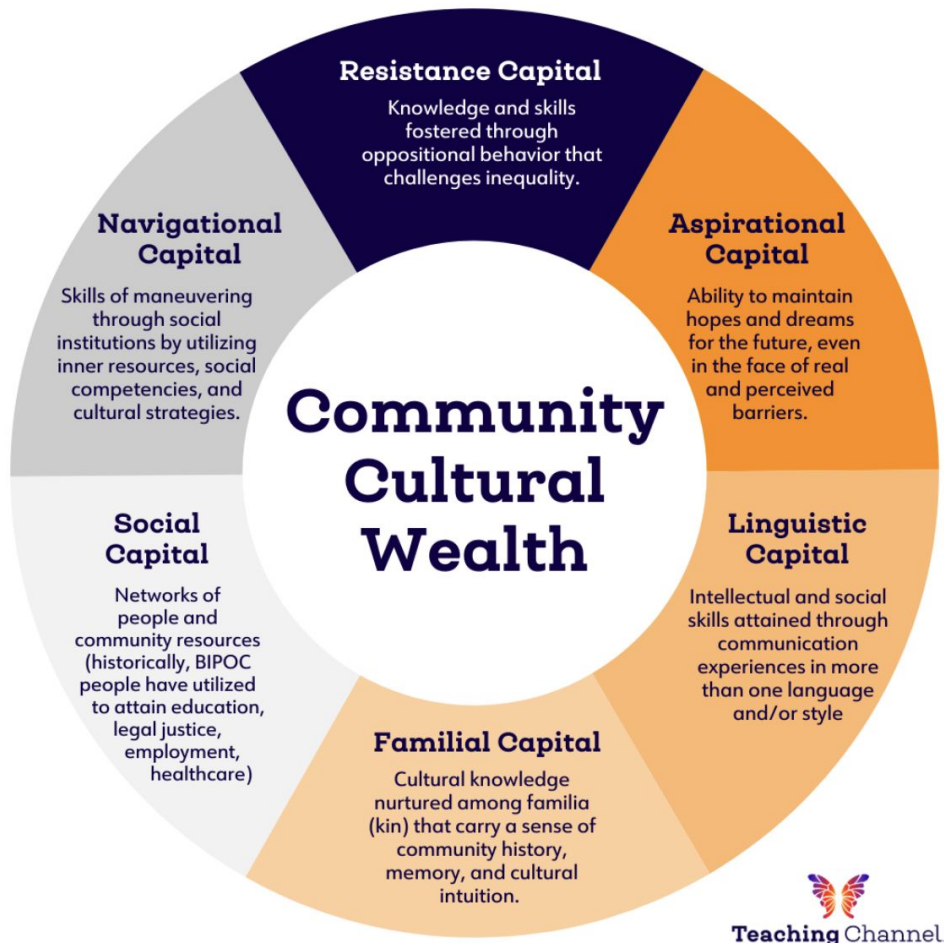 Resistance Capital
Knowledge and skills
fostered through
oppositional behavior that
challenges inequality.
Aspirational
Capital
Ability to maintain
hopes and dreams
for the future, even
in the face of real
and perceived
barriers.
Linguistic
Capital
Intellectual and social
skills attained through
communication
experiences in more
than one language
and/or style
Familial Capital
Cultural knowledge
nurtured among familia
(kin) that carry a sense of
community history,
memory, and cultural
intuition.
Social
Capital
Networks of
people and
community resources
(historically, BIPOC
people have utilized
to attain education,
legal justice,
employment,
healthcare)
Navigational
Capital
Skills of maneuvering
through social
institutions by utilizing
inner resources, social
competencies, and
cultural strategies.
Community
Cultural
Wealth
Teaching Channel